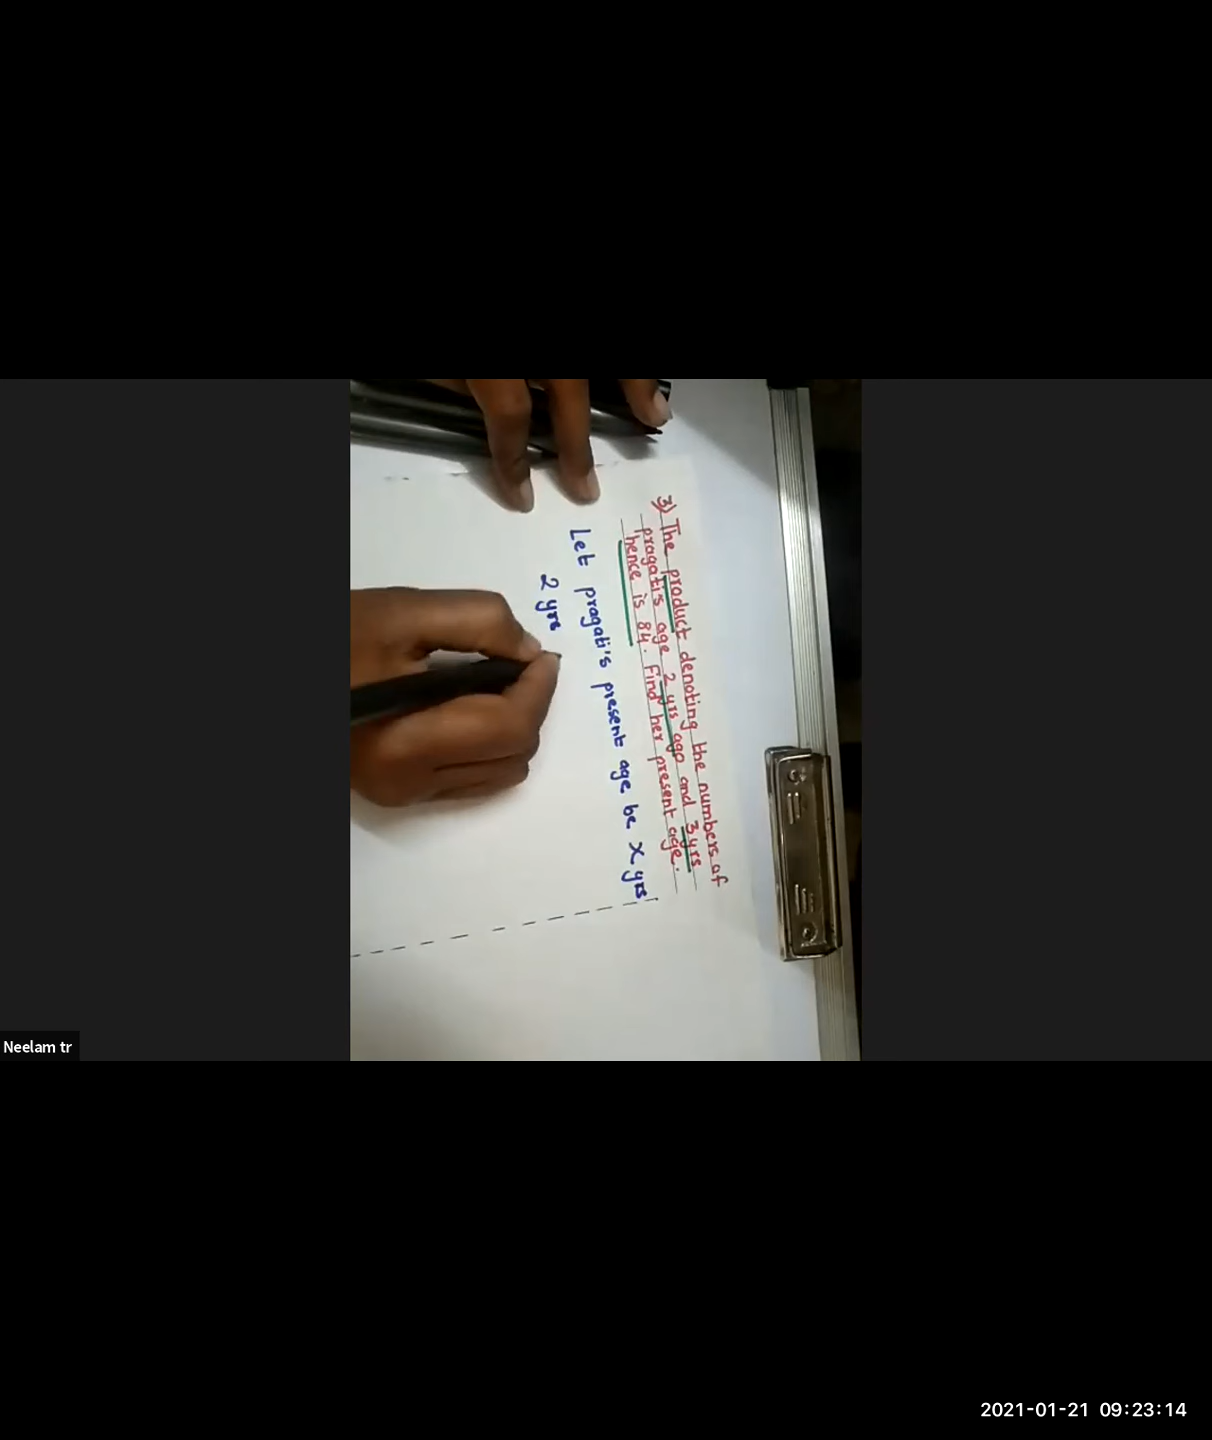 3) The product denoting the numbers of
pragati's age 2 yrs ago and 3 yrs
hence is 84. Find her present age.
Let pragati's present age be x yrs
2 yrs
Neelam tr
2021-01-21 09:23:14